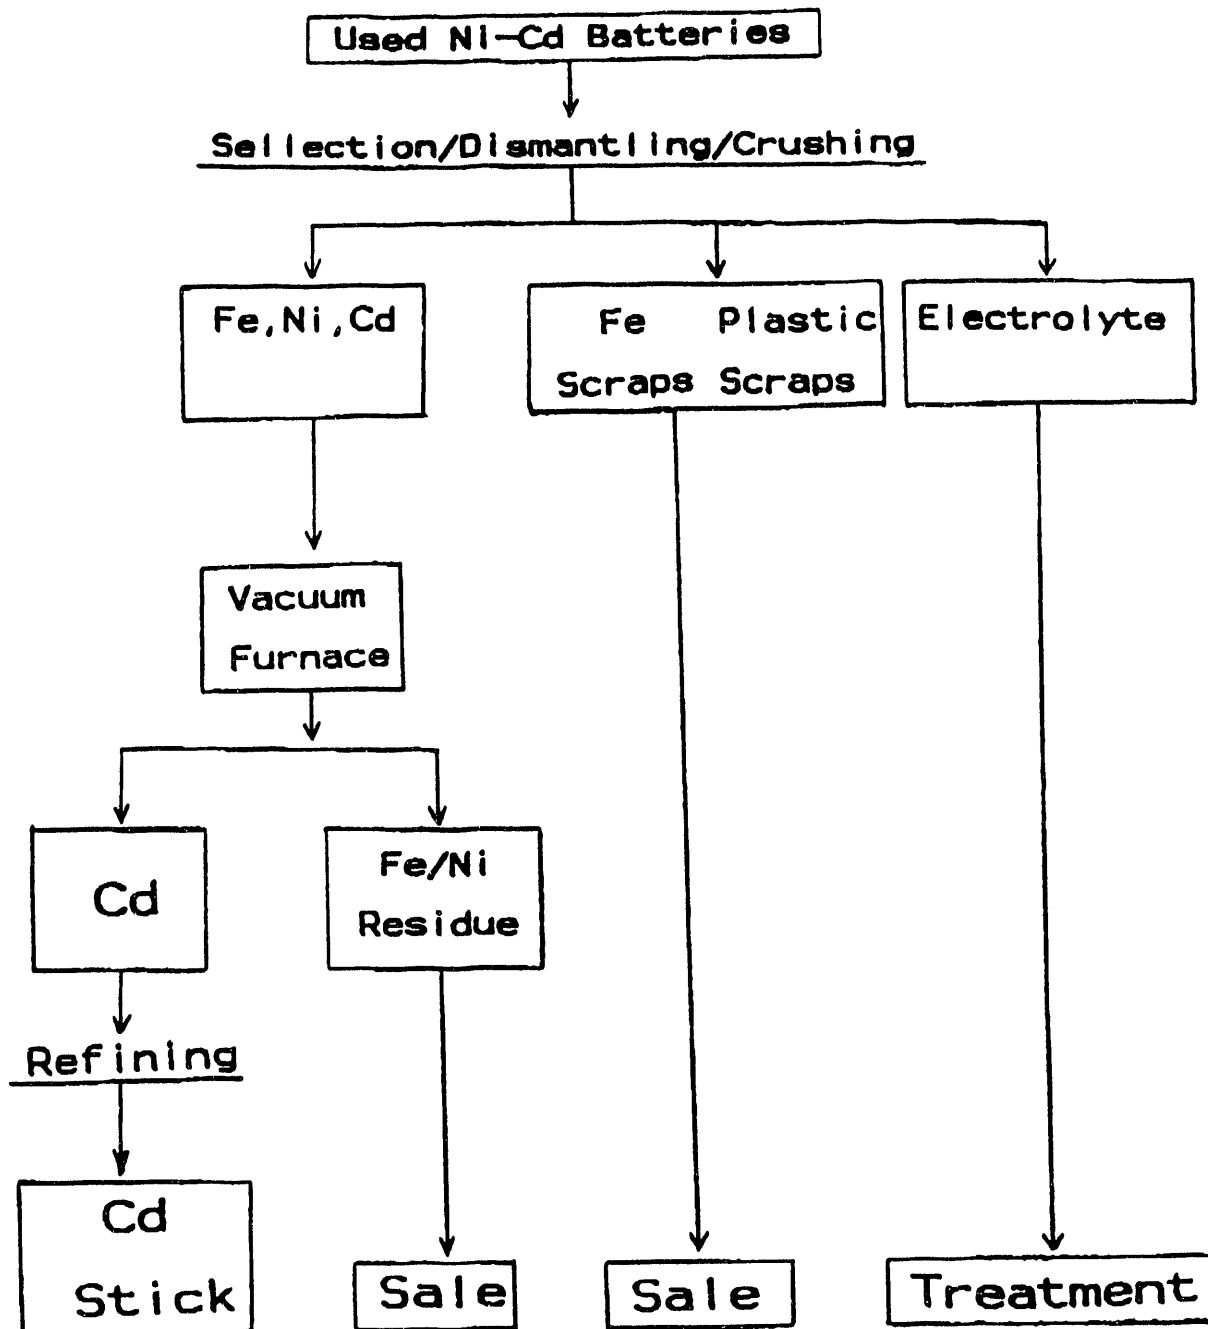 Used Ni-Cd Batteries
Sellection/Dismantling/Crushing
Fe,Ni,Cd
Fe Plastic
Scraps Scraps
Electrolyte
Vacuum
Furnace
Cd
Fe/Ni
Residue
Refining
Cd
Stick
Sale
Sale
Treatment